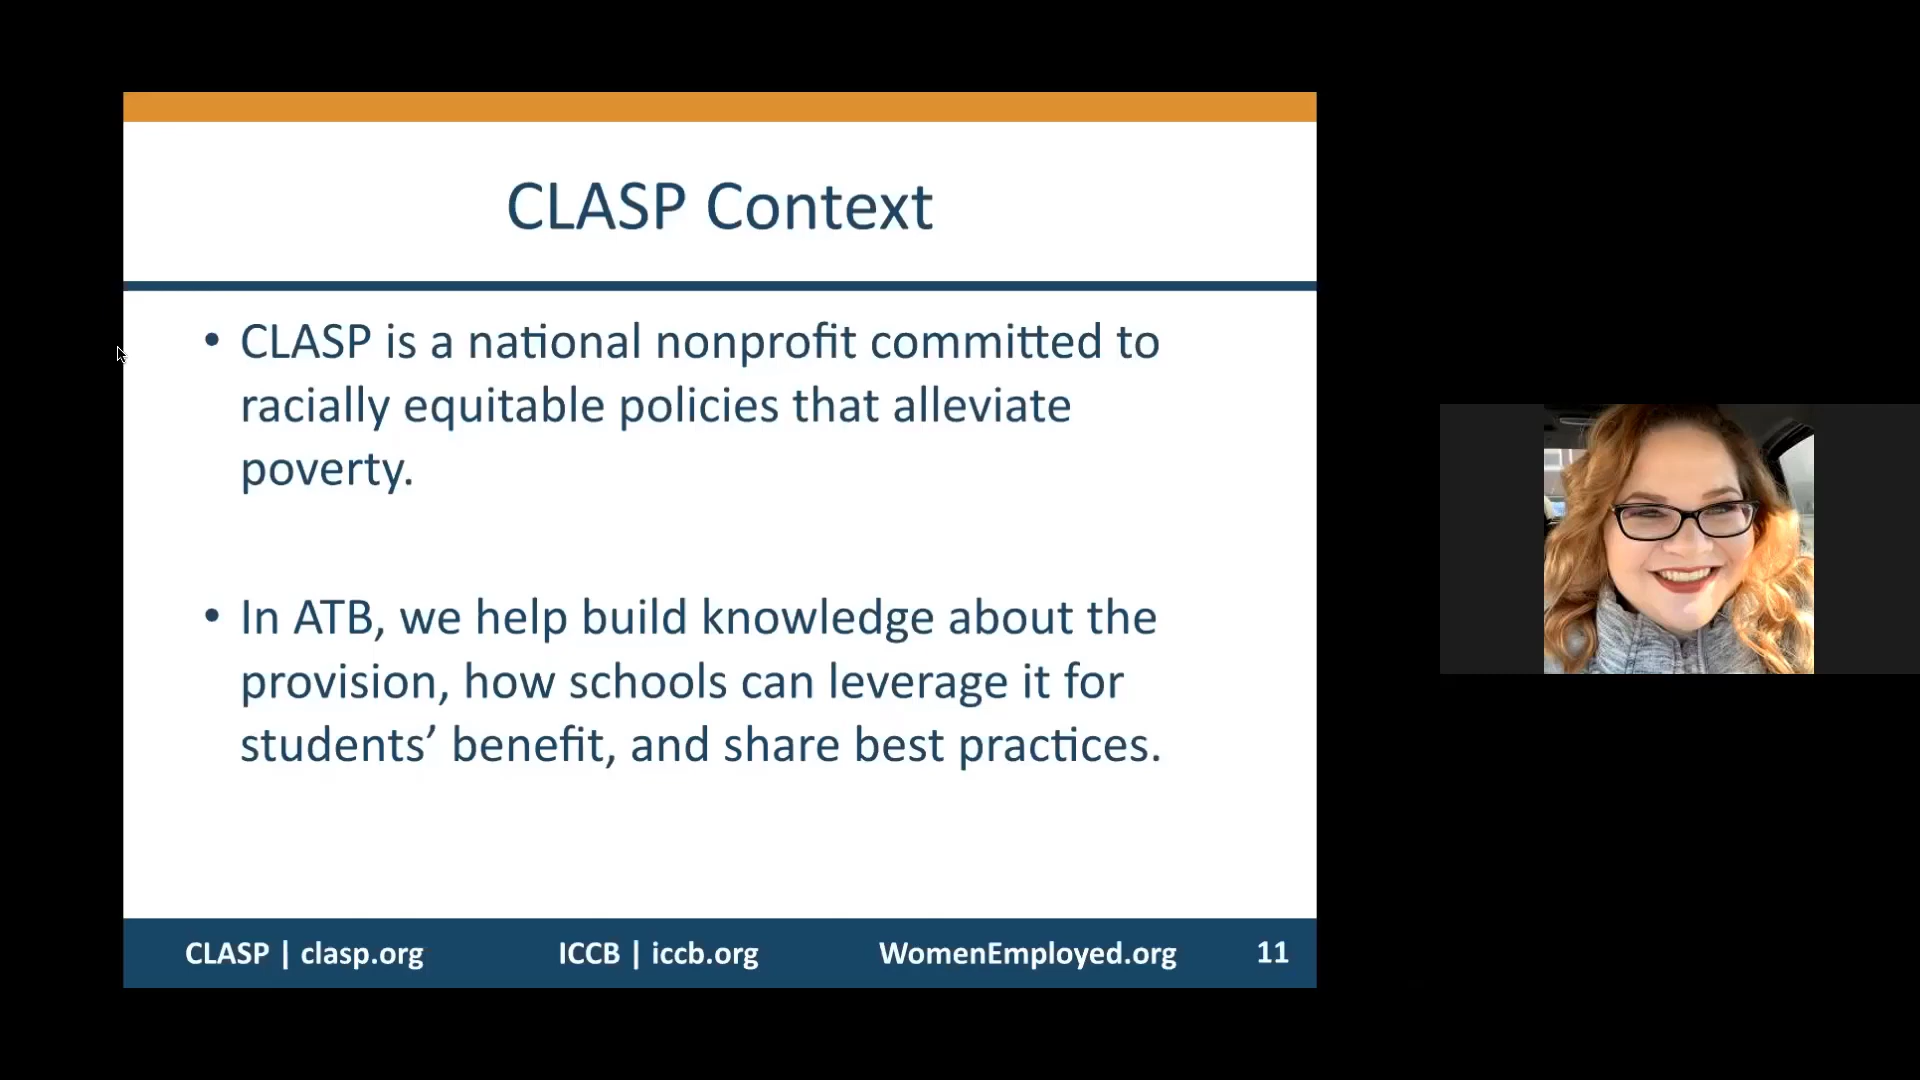 CLASP Context
• CLASP is a national nonprofit committed to
racially equitable policies that alleviate
poverty.
• In ATB, we help build knowledge about the
provision, how schools can leverage it for
students’ benefit, and share best practices.
CLASP | clasp.org ICCB | iccb.org WomenEmployed.org 11